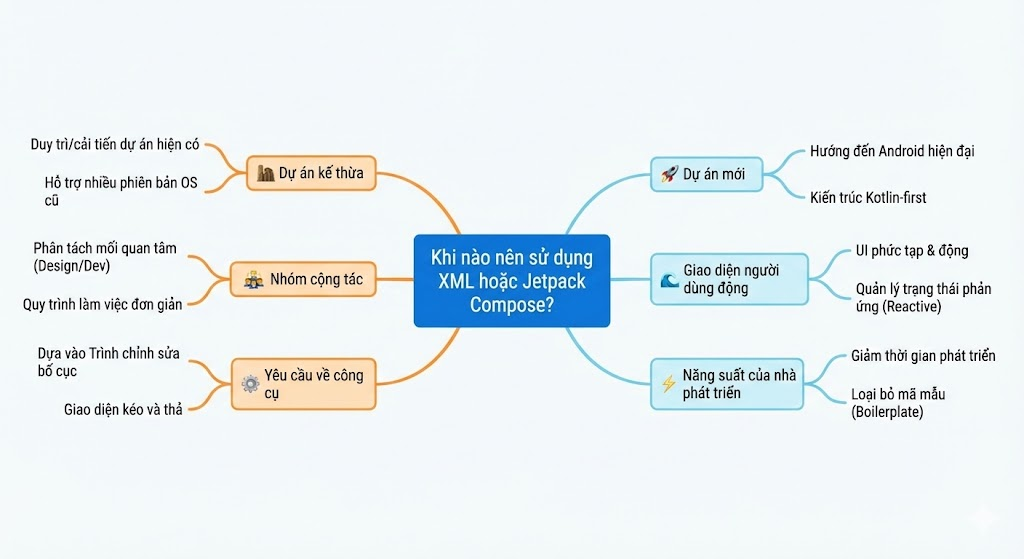 Khi nào nên sử dụng
XML hoặc Jetpack
Compose?
Dự án kế thừa
Duy trì/cải tiến dự án hiện có
Hỗ trợ nhiều phiên bản OS
cũ
Nhóm cộng tác
Phân tách mối quan tâm
(Design/Dev)
Quy trình làm việc đơn giản
Yêu cầu về công
cụ
Dựa vào Trình chỉnh sửa
bố cục
Giao diện kéo và thả
Dự án mới
Hướng đến Android hiện đại
Kiến trúc Kotlin-first
Giao diện người
dùng động
UI phức tạp & động
Quản lý trạng thái phản
ứng (Reactive)
Năng suất của nhà
phát triển
Giảm thời gian phát triển
Loại bỏ mã mẫu
(Boilerplate)